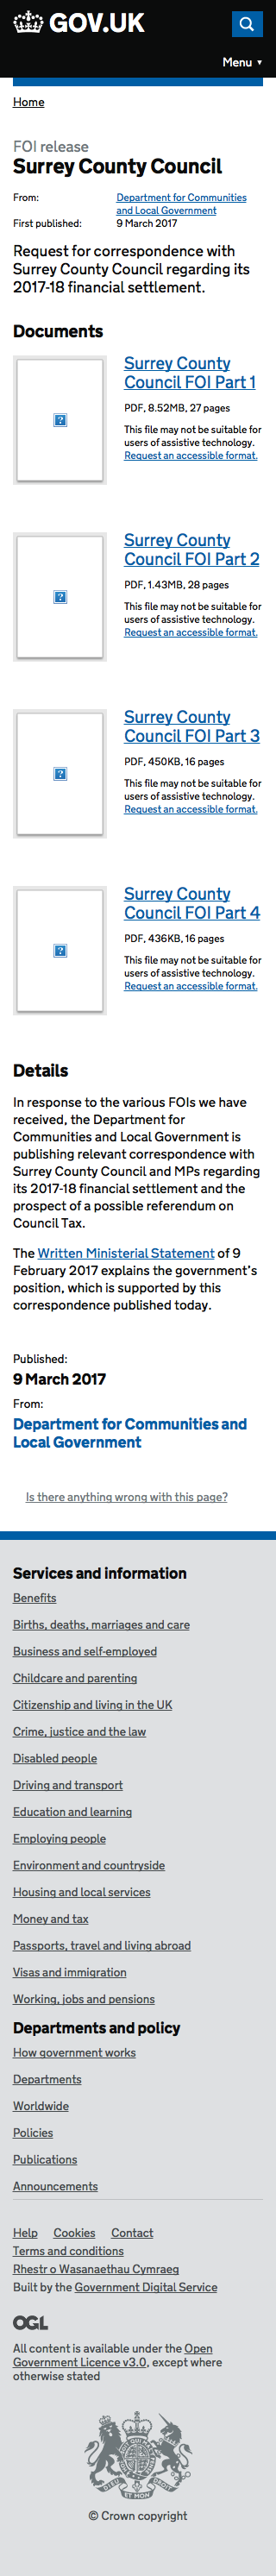 GOV.UK
Menu ▼
Home
FOI release
Surrey County Council
From:
Department for Communities
and Local Government
First published:
9 March 2017
Request for correspondence with
Surrey County Council regarding its
2017-18 financial settlement.
Documents
Surrey County
Council FOI Part 1
PDF, 8.52MB, 27 pages
This file may not be suitable for
users of assistive technology.
Request an accessible format.
Surrey County
Council FOI Part 2
PDF, 1.43MB, 28 pages
This file may not be suitable for
users of assistive technology.
Request an accessible format.
Surrey County
Council FOI Part 3
PDF, 450KB, 16 pages
This file may not be suitable for
users of assistive technology.
Request an accessible format.
Surrey County
Council FOI Part 4
PDF, 436KB, 16 pages
This file may not be suitable for
users of assistive technology.
Request an accessible format.
Details
In response to the various FOIs we have
received, the Department for
Communities and Local Government is
publishing relevant correspondence with
Surrey County Council and MPs regarding
its 2017-18 financial settlement and the
prospect of a possible referendum on
Council Tax.
The Written Ministerial Statement of 9
February 2017 explains the government's
position, which is supported by this
correspondence published today.
Published:
9 March 2017
From:
Department for Communities and
Local Government
Is there anything wrong with this page?
Services and information
Benefits
Births, deaths, marriages and care
Business and self-employed
Childcare and parenting
Citizenship and living in the UK
Crime, justice and the law
Disabled people
Driving and transport
Education and learning
Employing people
Environment and countryside
Housing and local services
Money and tax
Passports, travel and living abroad
Visas and immigration
Working, jobs and pensions
Departments and policy
How government works
Departments
Worldwide
Policies
Publications
Announcements
Help Cookies Contact
Terms and conditions
Rhestr o Wasanaethau Cymraeg
Built by the Government Digital Service
OGL
All content is available under the Open
Government Licence v3.0, except where
otherwise stated
© Crown copyright